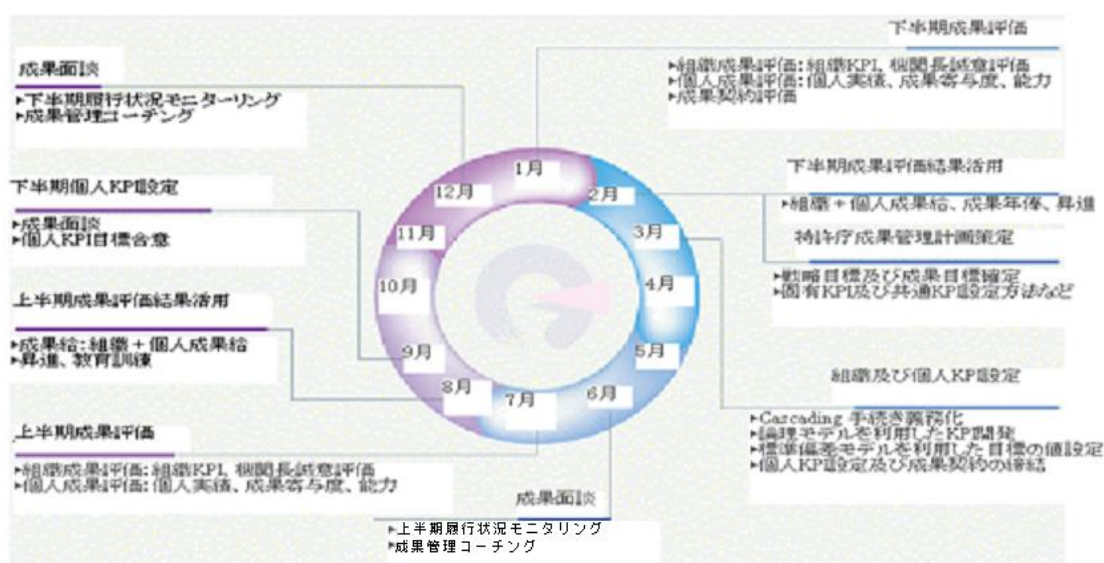 下半期成果評価
▸組織成果評価:組織KPI, 機関長誠意評価
▸個人成果評価:個人実績、成果寄与度、能力
▸成果契約評価
下半期成果評価結果活用
▸組織+個人成果給、成果年俸、昇進
特許庁成果管理計画策定
▸戦略目標及び成果目標確定
▸固有KPI及び共通KPI設定方法など
組織及び個人KPI設定
▸Cascading 手続き義務化
▸論理モデルを利用したKPI開発
▸標準偏差モデルを利用した目標の値設定
▸個人KPI設定及び成果契約の締結
成果面談
▸上半期履行状況モニタリング
▸成果管理コーチング
上半期成果評価
▸組織成果評価:組織KPI, 機関長誠意評価
▸個人成果評価:個人実績、成果寄与度、能力
上半期成果評価結果活用
▸成果給:組織+個人成果給
▸昇進、教育訓練
下半期個人KPI設定
▸成果面談
▸個人KPI目標合意
成果面談
▸下半期履行状況モニターリング
▸成果管理コーチング
1月
2月
3月
4月
5月
6月
7月
8月
9月
10月
11月
12月